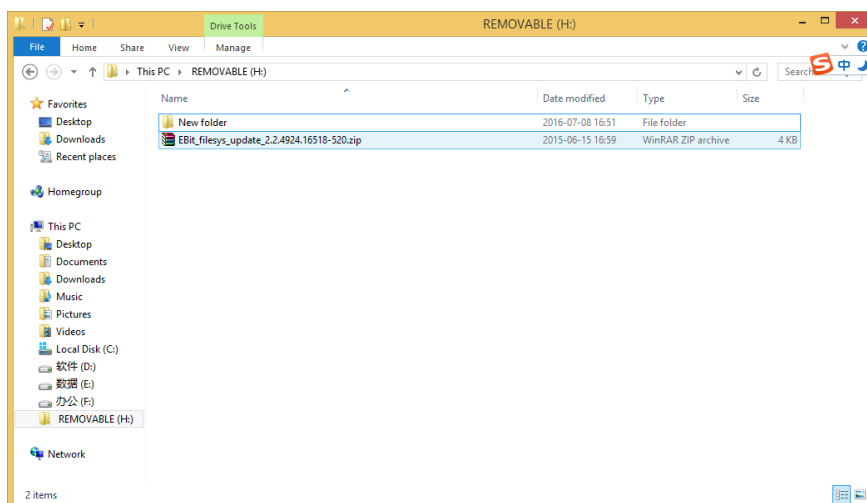 Drive Tools
REMOVABLE (H:)
File Home Share View Manage
This PC REMOVABLE (H:)
Search
S 中
Name Date modified Type Size
Favorites
Desktop
Downloads
Recent places
Homegroup
This PC
Desktop
Documents
Downloads
Music
Pictures
Videos
Local Disk (C:)
软件 (D:)
数据 (E:)
办公 (F:)
REMOVABLE (H:)
Network
New folder 2016-07-08 16:51 File folder
EBit_filesys_update_2.2.4924.16518-520.zip 2015-06-15 16:59 WinRAR ZIP archive 4 KB
2 items